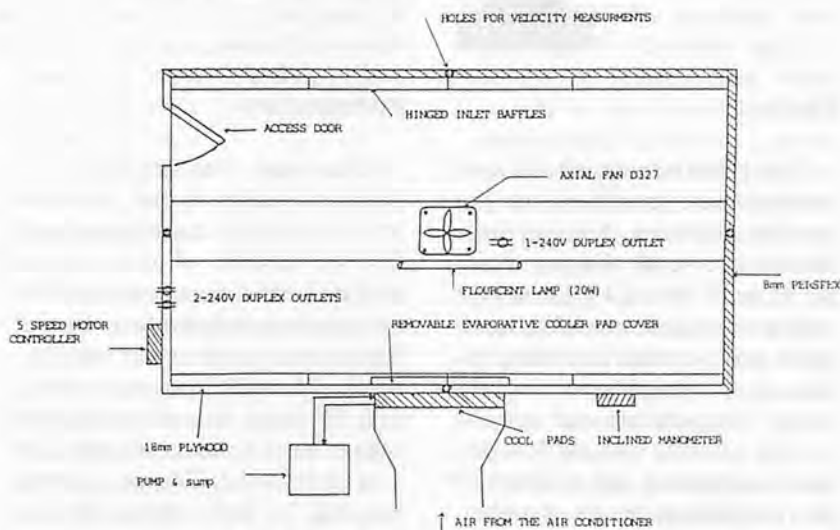 HOLES FOR VELOCITY MEASURMENTS
HINGED INLET BAFFLES
ACCESS DOOR
AXIAL FAN D327
1-240V DUPLEX OUTLET
FLOURCENT LAMP (20W)
8mm
2-240V DUPLEX OUTLETS
5 SPEED MOTOR
CONTROLLER
REMOVABLE EVAPORATIVE COOLER PAD COVER
18mm PLYWOOD
COOL PADS
INCLINED MANOMETER
PUMP & sump
AIR FROM THE AIR CONDITIONER